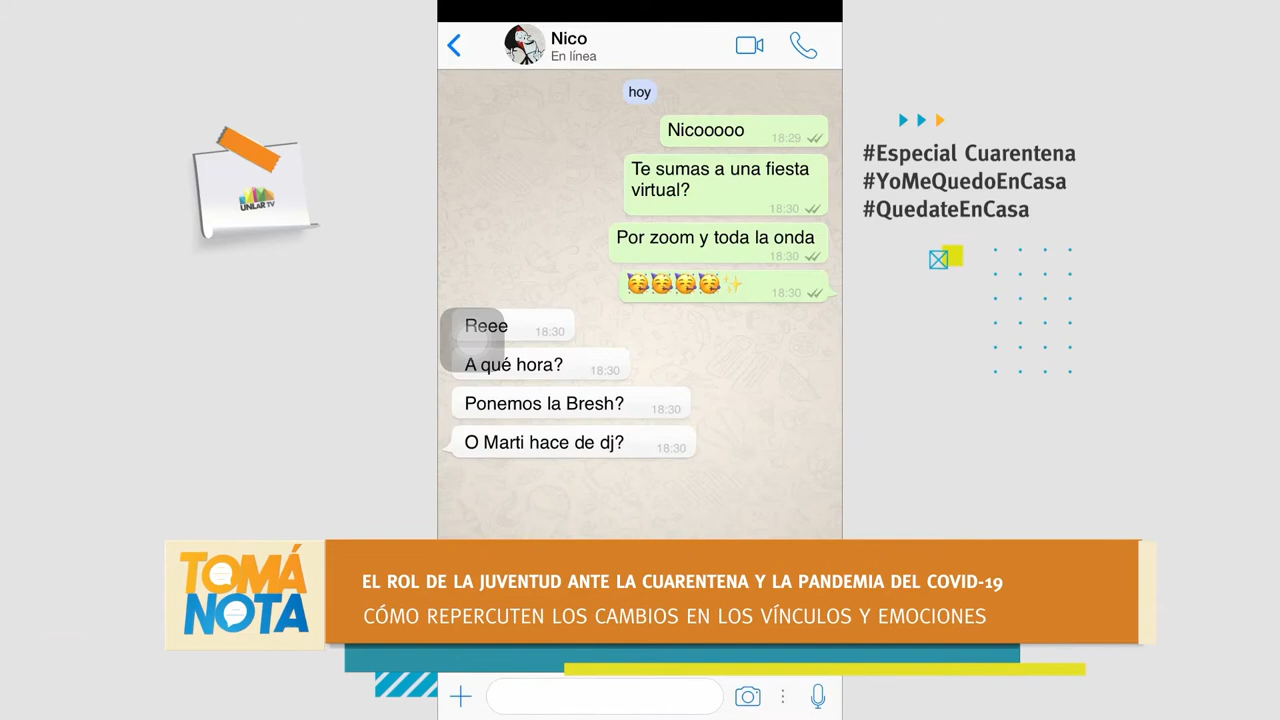 Nico
En línea
hoy
Nicooooo
18:29
Te sumas a una fiesta
virtual?
18:30
Por zoom y toda la onda
18:30
🥳🥳🥳🥳✨
18:30
Reee
18:30
A qué hora?
18:30
Ponemos la Bresh?
18:30
O Marti hace de dj?
18:30
UNLAR TV
#Especial Cuarentena
#YoMeQuedoEnCasa
#QuedateEnCasa
TOMÁ
NOTA
EL ROL DE LA JUVENTUD ANTE LA CUARENTENA Y LA PANDEMIA DEL COVID-19
CÓMO REPERCUTEN LOS CAMBIOS EN LOS VÍNCULOS Y EMOCIONES